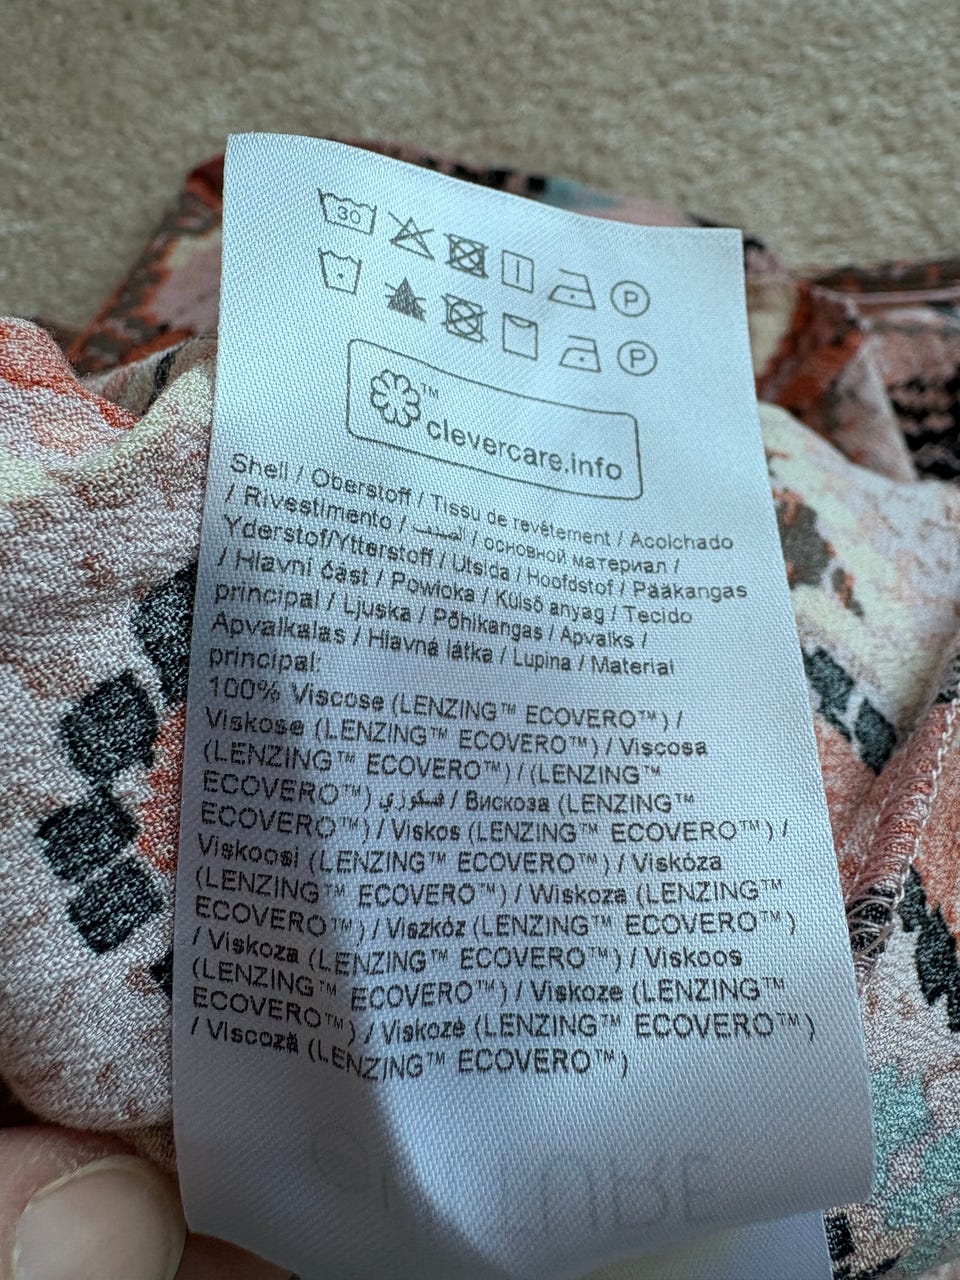 30 P
P
™ clevercare.info
Shell / Oberstoff / Tissu de revêtement / Acolchado
/ Rivestimento / основной материал /
Yderstof/Ytterstoff / Utsida / Hoofdstof / Pääkangas
/ Hlavní část / Powłoka / Külső anyag / Tecido
principal / Ljuska / Põhikangas / Apvalks /
Apvalkalas / Hlavná látka / Lupina / Material
principal:
100% Viscose (LENZING™ ECOVERO™) /
Viskose (LENZING™ ECOVERO™) / Viscosa
(LENZING™ ECOVERO™) / (LENZING™
ECOVERO™) فسكوزي / Вискоза (LENZING™
ECOVERO™) / Viskos (LENZING™ ECOVERO™) /
Viskoosi (LENZING™ ECOVERO™) / Viskóza
(LENZING™ ECOVERO™) / Wiskoza (LENZING™
ECOVERO™) / Viszkóz (LENZING™ ECOVERO™)
/ Viskoza (LENZING™ ECOVERO™) / Viskoos
(LENZING™ ECOVERO™) / Viskoze (LENZING™
ECOVERO™) / Viskozė (LENZING™ ECOVERO™)
/ Viscoză (LENZING™ ECOVERO™)